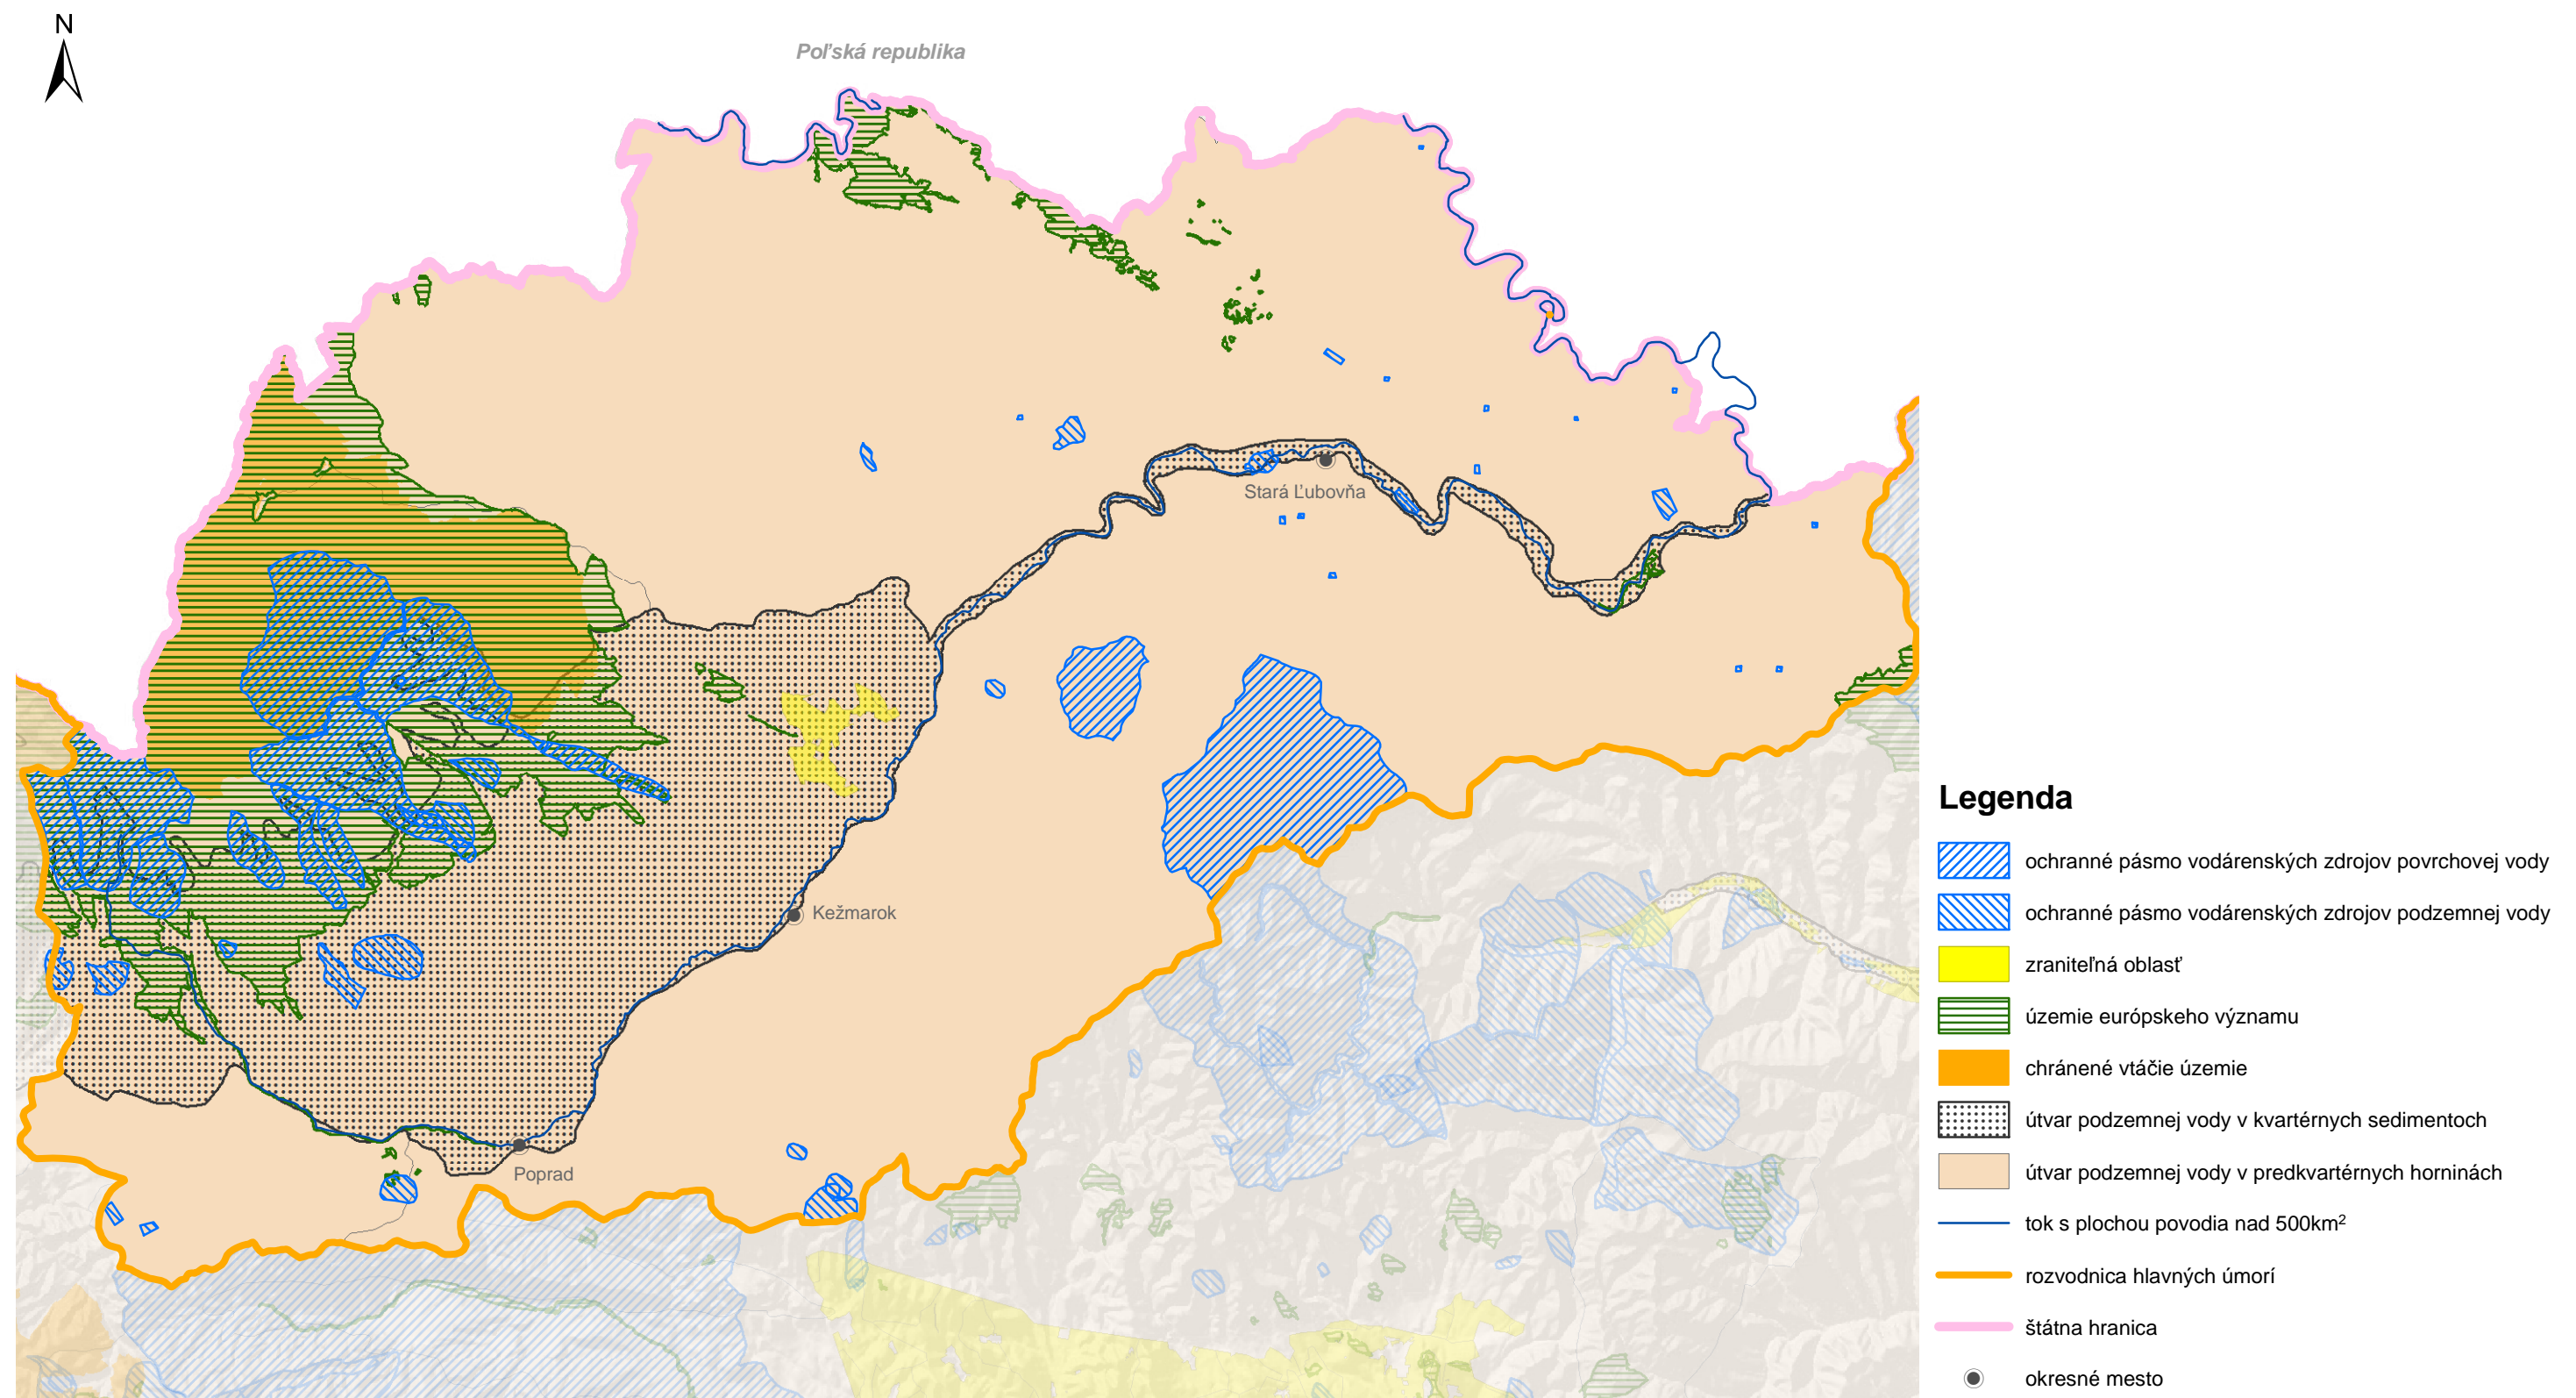 N
Poľská republika
Stará Ľubovňa
Kežmarok
Poprad
Legenda
ochranné pásmo vodárenských zdrojov povrchovej vody
ochranné pásmo vodárenských zdrojov podzemnej vody
zraniteľná oblasť
územie európskeho významu
chránené vtáčie územie
útvar podzemnej vody v kvartérnych sedimentoch
útvar podzemnej vody v predkvartérnych horninách
tok s plochou povodia nad 500km²
rozvodnica hlavných úmorí
štátna hranica
okresné mesto